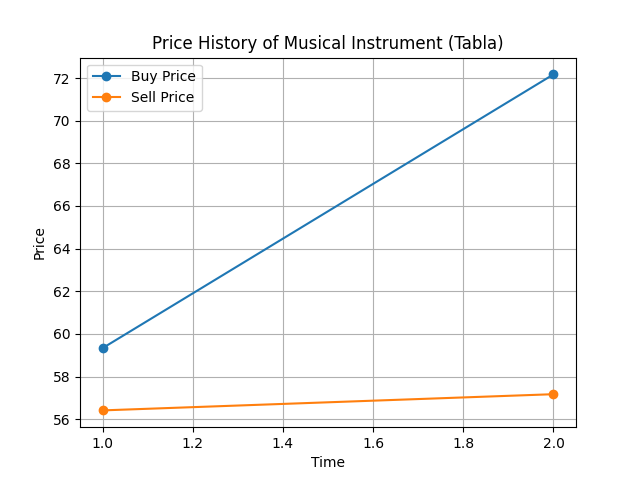 Price History of Musical Instrument (Tabla)
Buy Price
Sell Price
72
70
68
66
64
62
60
58
56
Price
1.0 1.2 1.4 1.6 1.8 2.0
Time